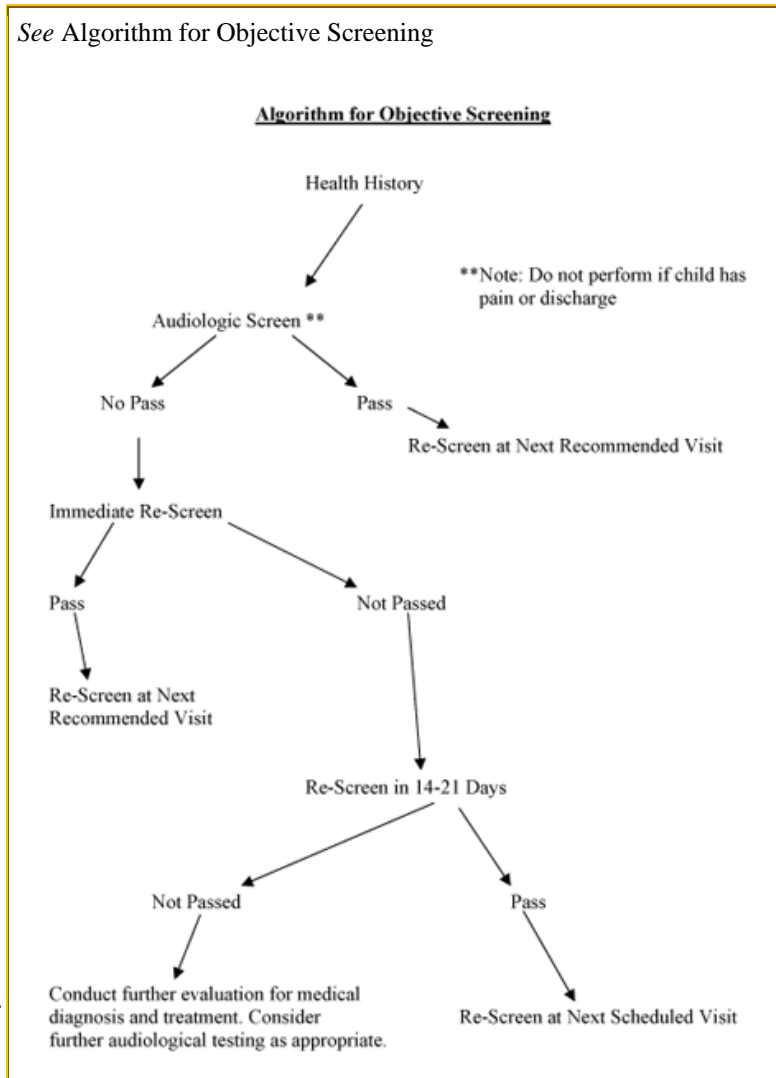 See Algorithm for Objective Screening
Algorithm for Objective Screening
Health History
**Note: Do not perform if child has
pain or discharge
Audiologic Screen **
No Pass
Pass
Re-Screen at Next Recommended Visit
Immediate Re-Screen
Pass
Not Passed
Re-Screen at Next
Recommended Visit
Re-Screen in 14-21 Days
Not Passed
Pass
Conduct further evaluation for medical
diagnosis and treatment. Consider
further audiological testing as appropriate.
Re-Screen at Next Scheduled Visit